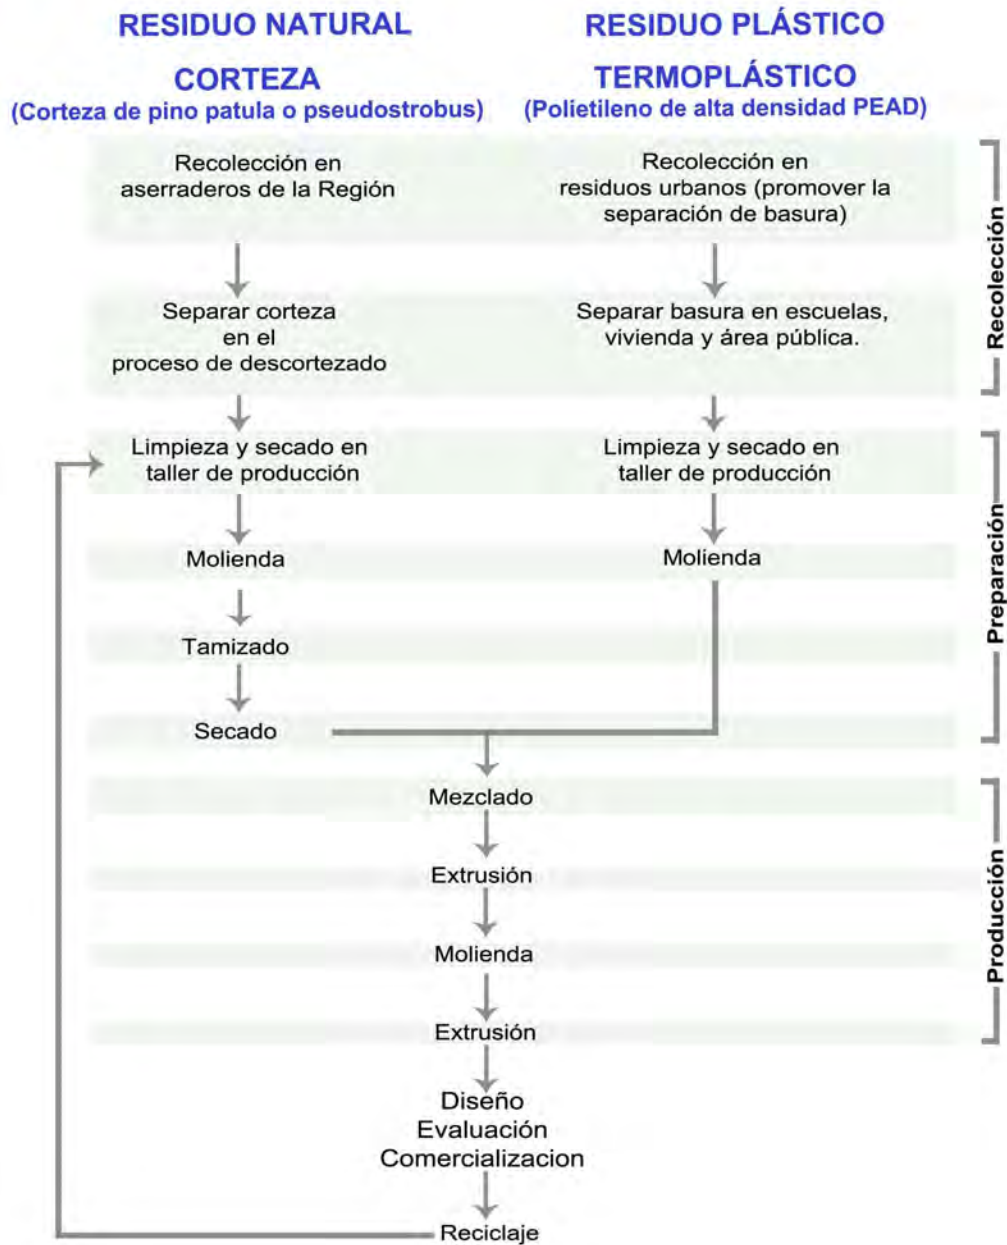 RESIDUO NATURAL
CORTEZA
(Corteza de pino patula o pseudostrobus)
RESIDUO PLÁSTICO
TERMOPLÁSTICO
(Polietileno de alta densidad PEAD)
Recolección en
aserraderos de la Región
Recolección en
residuos urbanos (promover la
separación de basura)
Separar corteza
en el
proceso de descortezado
Separar basura en escuelas,
vivienda y área pública.
Recolección
Limpieza y secado en
taller de producción
Limpieza y secado en
taller de producción
Molienda
Molienda
Tamizado
Secado
Preparación
Mezclado
Extrusión
Molienda
Extrusión
Producción
Diseño
Evaluación
Comercializacion
Reciclaje